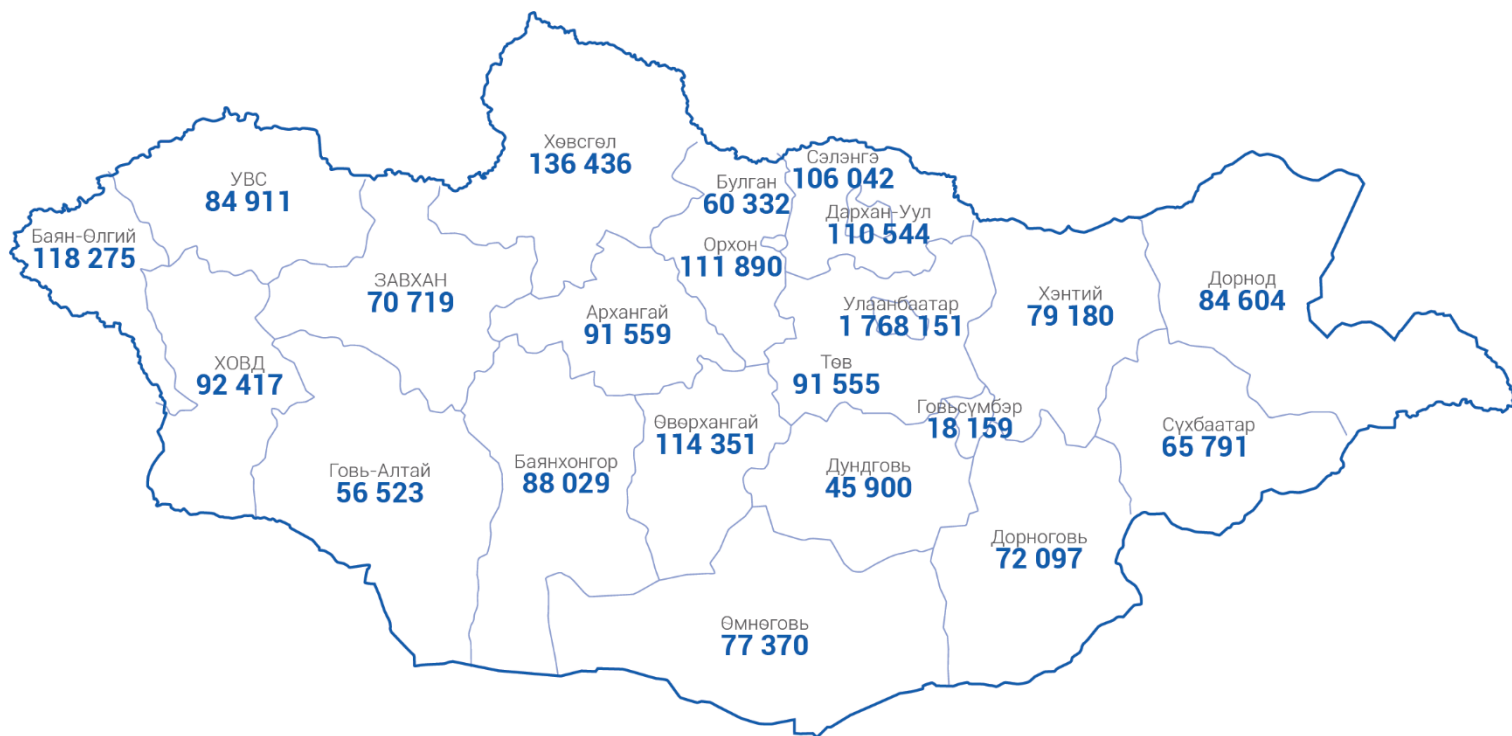 Хөвсгөл
136 436
Сэлэнгэ
106 042
УВС
84 911
Булган
60 332
Дархан-Уул
110 544
Баян-Өлгий
118 275
Орхон
111 890
ЗАВХАН
70 719
Дорнод
84 604
Хэнтий
79 180
Архангай
91 559
Улаанбаатар
1 768 151
ХОВД
92 417
Төв
91 555
Говьсүмбэр
18 159
Өвөрхангай
114 351
Сүхбаатар
65 791
Говь-Алтай
56 523
Баянхонгор
88 029
Дундговь
45 900
Дорноговь
72 097
Өмнөговь
77 370